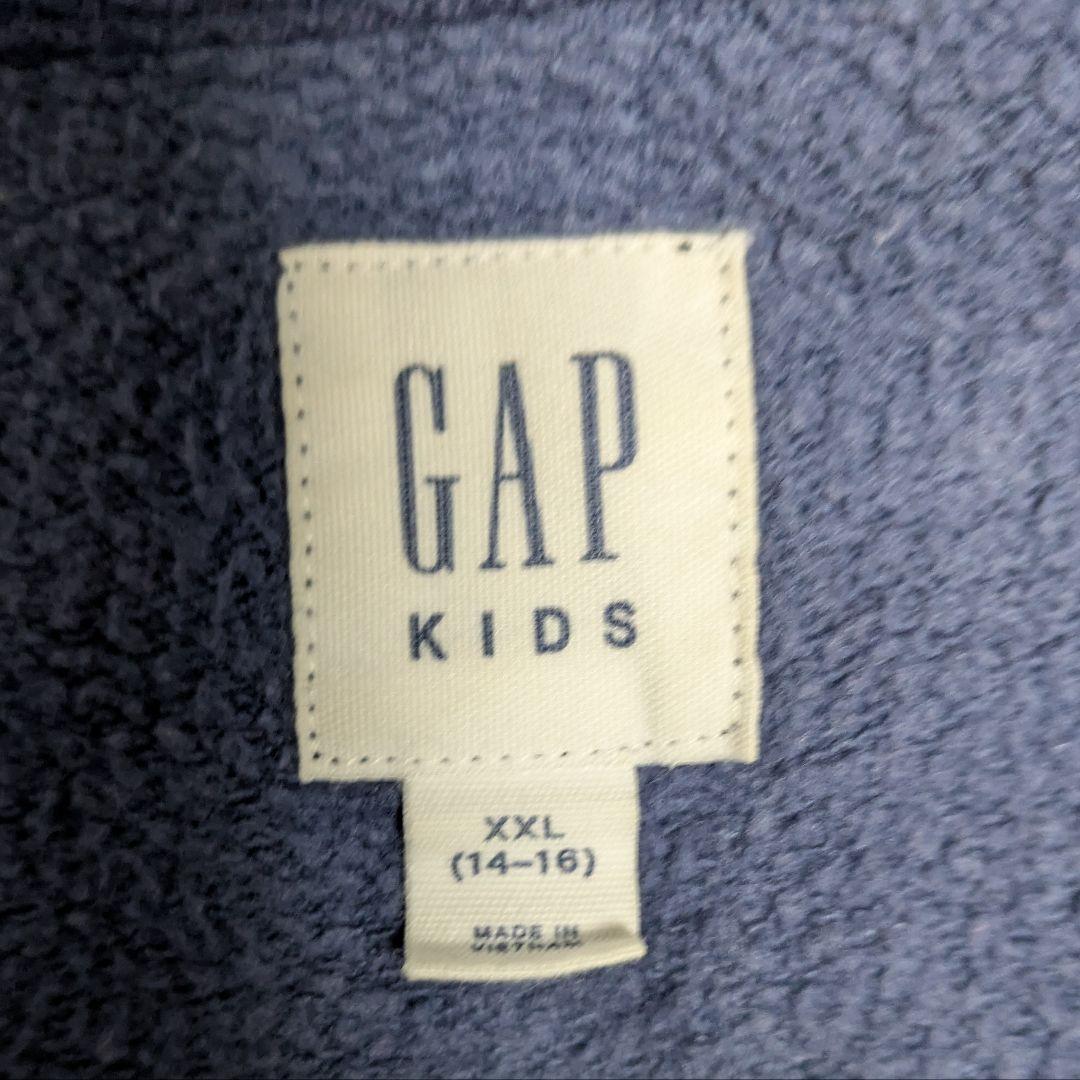 GAP
KIDS
XXL
(14–16)
MADE IN
VIETNAM